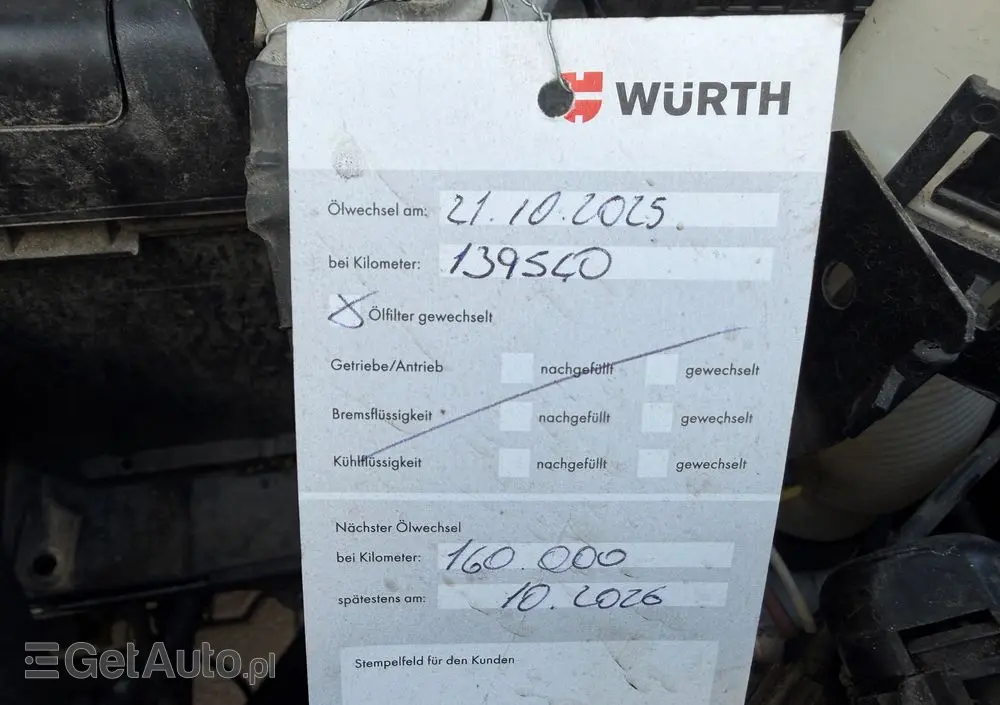 WÜRTH
Ölwechsel am: 21.10.2025
bei Kilometer: 139540
Ölfilter gewechselt
Getriebe/Antrieb nachgefüllt gewechselt
Bremsflüssigkeit nachgefüllt gewechselt
Kühlflüssigkeit nachgefüllt gewechselt
Nächster Ölwechsel
bei Kilometer: 160.000
spätestens am: 10.2026
Stempelfeld für den Kunden
GetAuto.pl